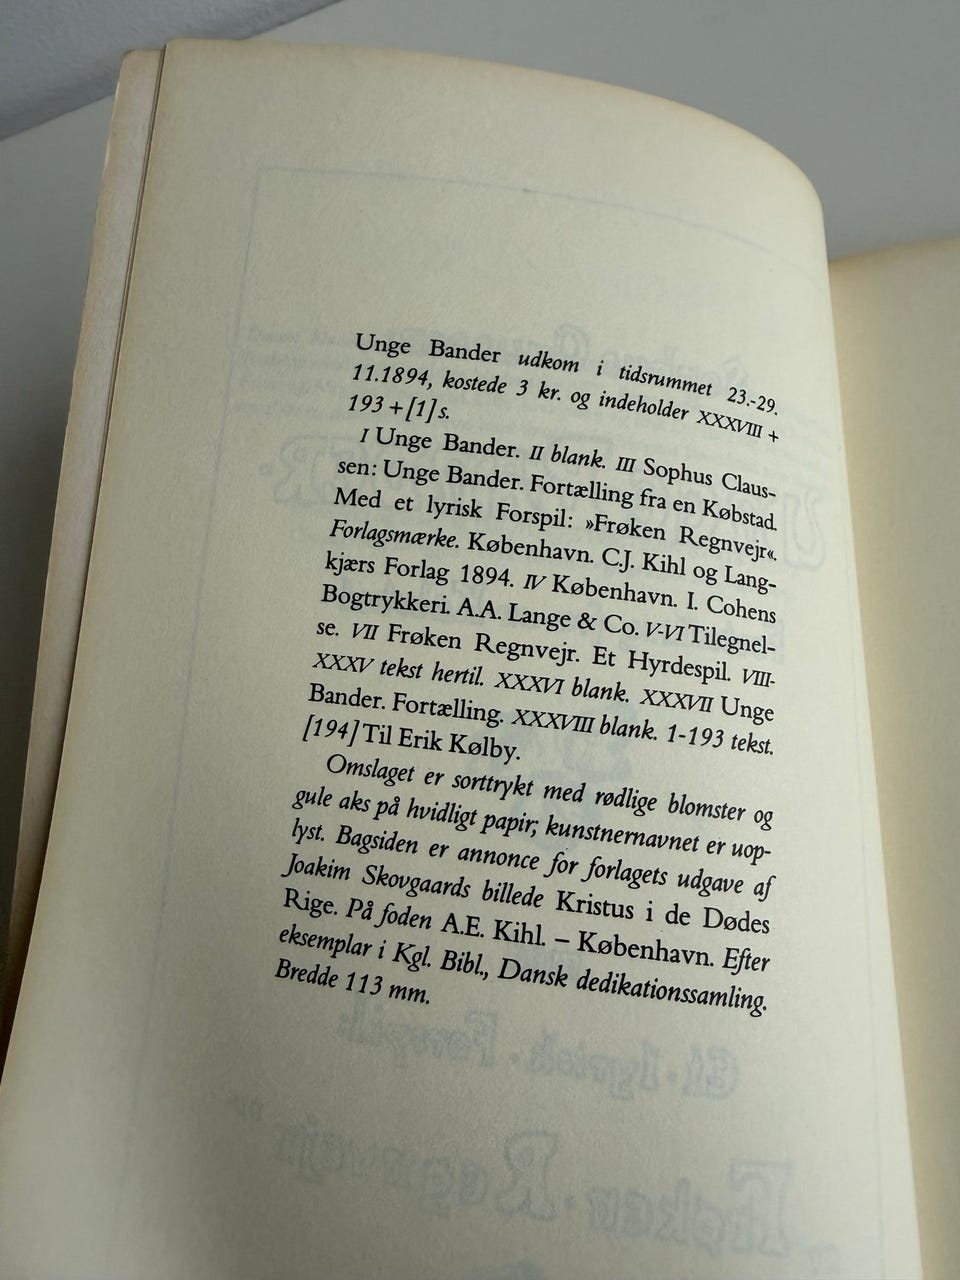 Unge Bander udkom i tidsrummet 23.-29.
11.1894, kostede 3 kr. og indeholder XXXVIII +
193 + [1] s.
I Unge Bander. II blank. III Sophus Claus-
sen: Unge Bander. Fortælling fra en Købstad.
Med et lyrisk Forspil: »Frøken Regnvejr«.
Forlagsmærke. København. C.J. Kihl og Lang-
kjærs Forlag 1894. IV København. I. Cohens
Bogtrykkeri. A.A. Lange & Co. V-VI Tilegnel-
se. VII Frøken Regnvejr. Et Hyrdespil. VIII-
XXXV tekst hertil. XXXVI blank. XXXVII Unge
Bander. Fortælling. XXXVIII blank. 1-193 tekst.
[194] Til Erik Kølby.
Omslaget er sorttrykt med rødlige blomster og
gule aks på hvidligt papir; kunstnernavnet er uop-
lyst. Bagsiden er annonce for forlagets udgave af
Joakim Skovgaards billede Kristus i de Dødes
Rige. På foden A.E. Kihl. – København. Efter
eksemplar i Kgl. Bibl., Dansk dedikationssamling.
Bredde 113 mm.